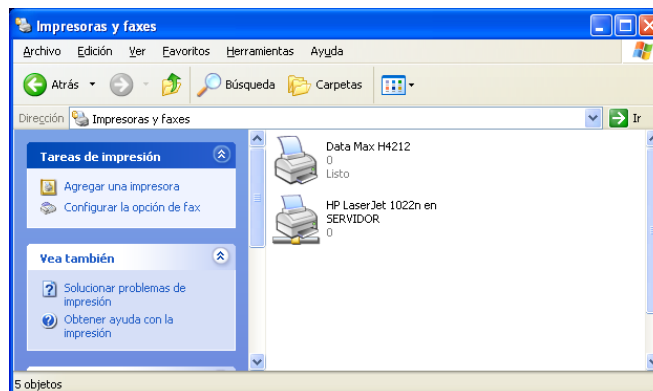 Impresoras y faxes
Archivo Edición Ver Favoritos Herramientas Ayuda
Atrás Búsqueda Carpetas
Dirección Impresoras y faxes Ir
Tareas de impresión
Agregar una impresora
Configurar la opción de fax
Vea también
Solucionar problemas de
impresión
Obtener ayuda con la
impresión
Data Max H4212
0
Listo
HP LaserJet 1022n en
SERVIDOR
0
5 objetos